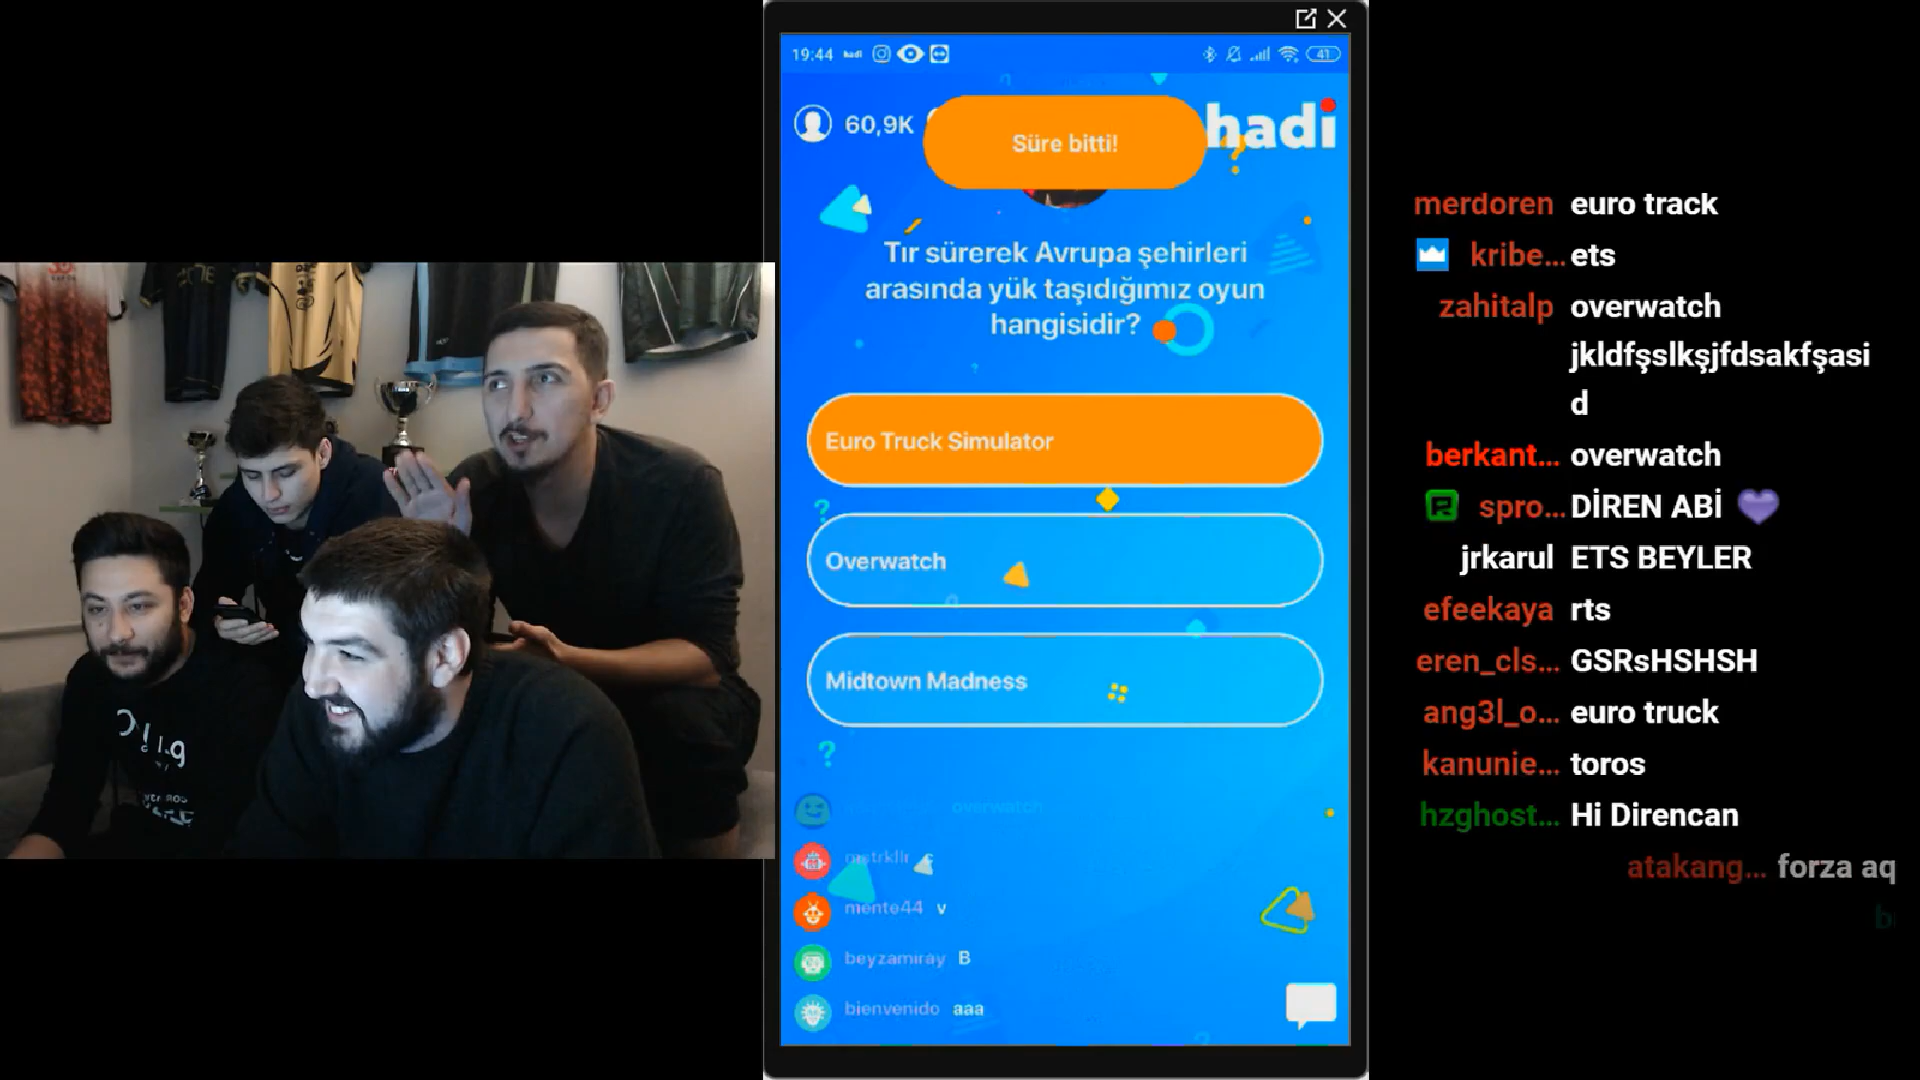 19:44
hadi
41
60,9K
Süre bitti!
hadi
Tır sürerek Avrupa şehirleri
arasında yük taşıdığımız oyun
hangisidir?
Euro Truck Simulator
Overwatch
Midtown Madness
overwatch
mente44 v
beyzamiray B
bienvenido aaa
merdoren euro track
kribe... ets
zahitalp overwatch
jkldfşslkşjfdsakfşasi
d
berkant... overwatch
spro... DİREN ABİ
jrkarul ETS BEYLER
efeekaya rts
eren_cls... GSRsHSHSH
ang3l_o... euro truck
kanunie... toros
hzghost... Hi Direncan
atakang... forza aq
b